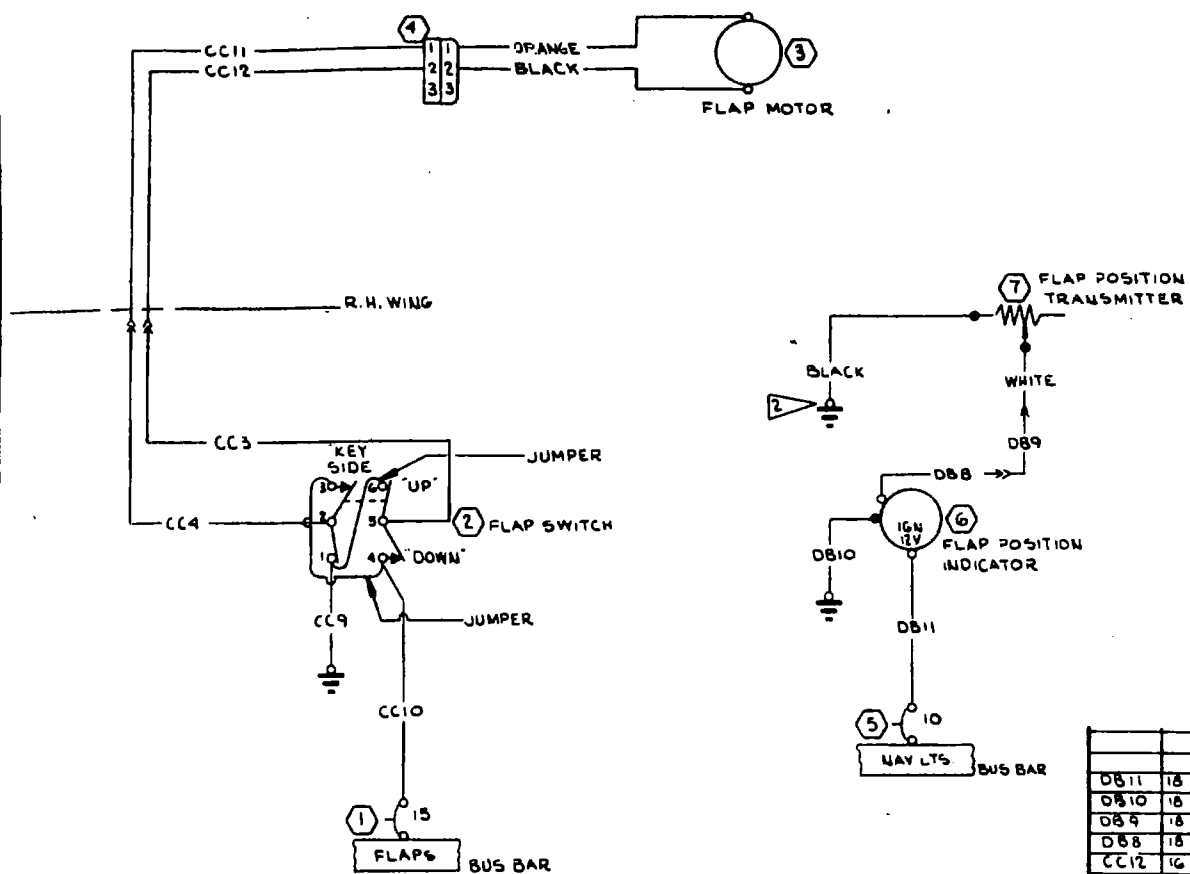 4
CC11
1 1
ORANGE
CC12
2 2
BLACK
3 3
3
FLAP MOTOR
R.H. WING
7
FLAP POSITION
TRANSMITTER
BLACK
2
WHITE
DB9
CC3
KEY
SIDE
JUMPER
3
6
"UP"
DB8
CC4
2
5
2
FLAP SWITCH
IGN
12V
6
FLAP POSITION
INDICATOR
1
4
"DOWN"
DB10
CC9
JUMPER
DB11
CC10
5
10
NAV LTS.
BUS BAR
1
15
FLAPS
BUS BAR
DB11 18
DB10 18
DB9 18
DB8 18
CC12 16